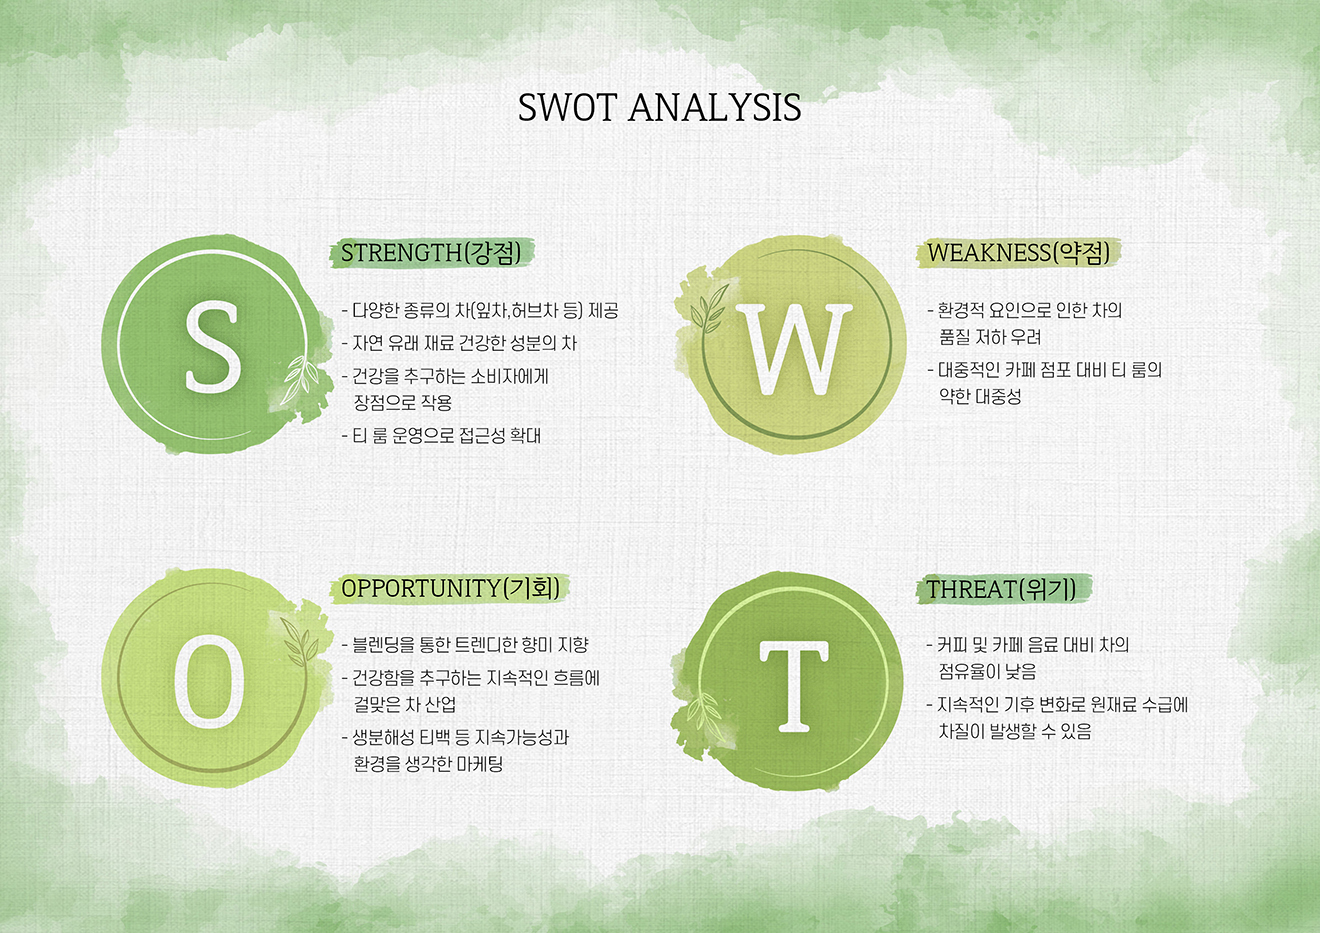 SWOT ANALYSIS
S
STRENGTH(강점)
- 다양한 종류의 차(잎차,허브차 등) 제공
- 자연 유래 재료 건강한 성분의 차
- 건강을 추구하는 소비자에게
장점으로 작용
- 티 룸 운영으로 접근성 확대
W
WEAKNESS(약점)
- 환경적 요인으로 인한 차의
품질 저하 우려
- 대중적인 카페 점포 대비 티 룸의
약한 대중성
O
OPPORTUNITY(기회)
- 블렌딩을 통한 트렌디한 향미 지향
- 건강함을 추구하는 지속적인 흐름에
걸맞은 차 산업
- 생분해성 티백 등 지속가능성과
환경을 생각한 마케팅
T
THREAT(위기)
- 커피 및 카페 음료 대비 차의
점유율이 낮음
- 지속적인 기후 변화로 원재료 수급에
차질이 발생할 수 있음